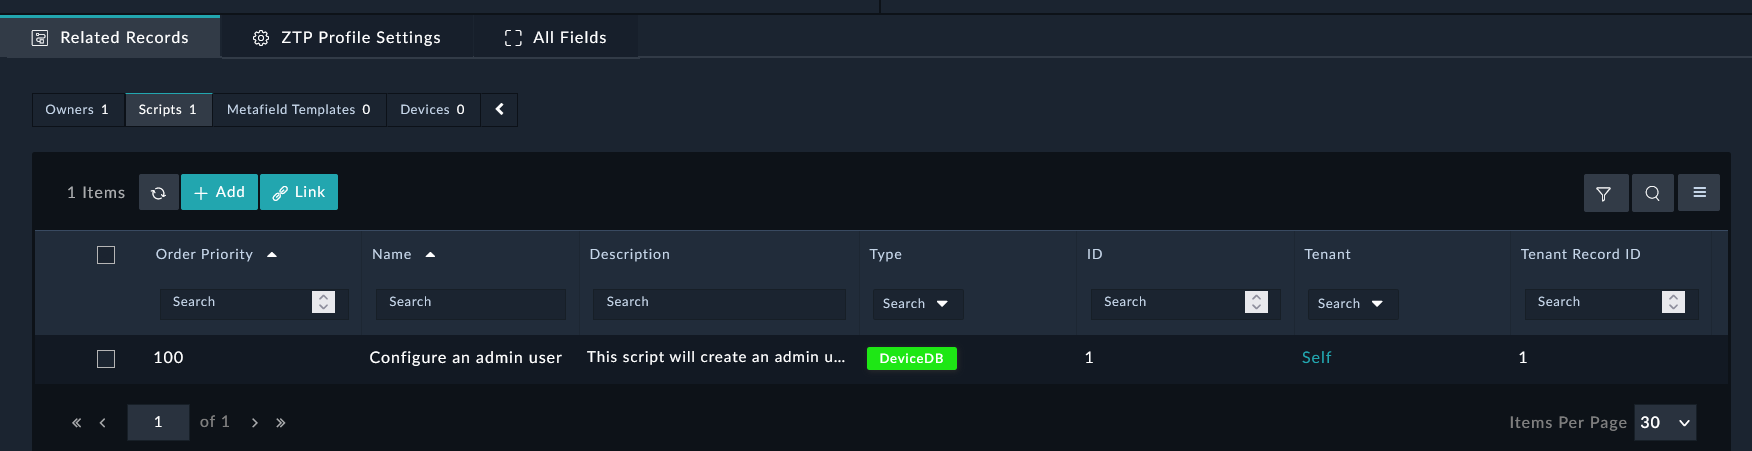 Related Records ZTP Profile Settings All Fields
Owners 1 Scripts 1 Metafield Templates 0 Devices 0
1 Items Add Link
Order Priority Name Description Type ID Tenant Tenant Record ID
Search Search Search Search Search Search Search
100 Configure an admin user This script will create an admin u... DeviceDB 1 Self 1
« ‹ 1 of 1 › » Items Per Page 30